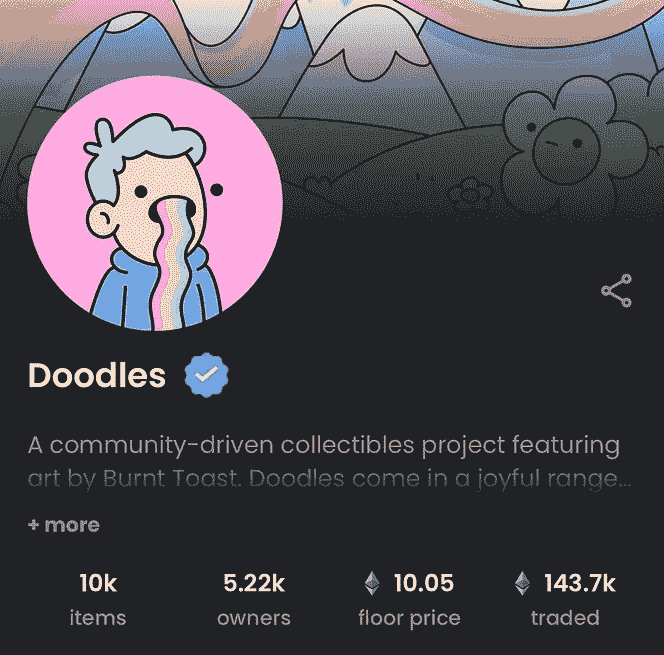 Doodles
A community-driven collectibles project featuring
art by Burnt Toast. Doodles come in a joyful range...
+ more
10k 5.22k 10.05 143.7k
items owners floor price traded